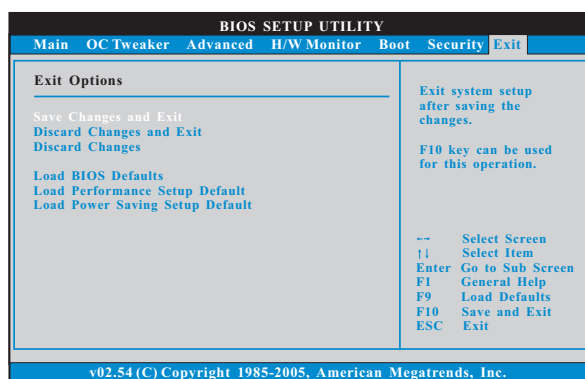 BIOS SETUP UTILITY
Main OC Tweaker Advanced H/W Monitor Boot Security Exit
Exit Options
Save Changes and Exit
Discard Changes and Exit
Discard Changes
Load BIOS Defaults
Load Performance Setup Default
Load Power Saving Setup Default
Exit system setup
after saving the
changes.
F10 key can be used
for this operation.
←→ Select Screen
↑↓ Select Item
Enter Go to Sub Screen
F1 General Help
F9 Load Defaults
F10 Save and Exit
ESC Exit
v02.54 (C) Copyright 1985-2005, American Megatrends, Inc.